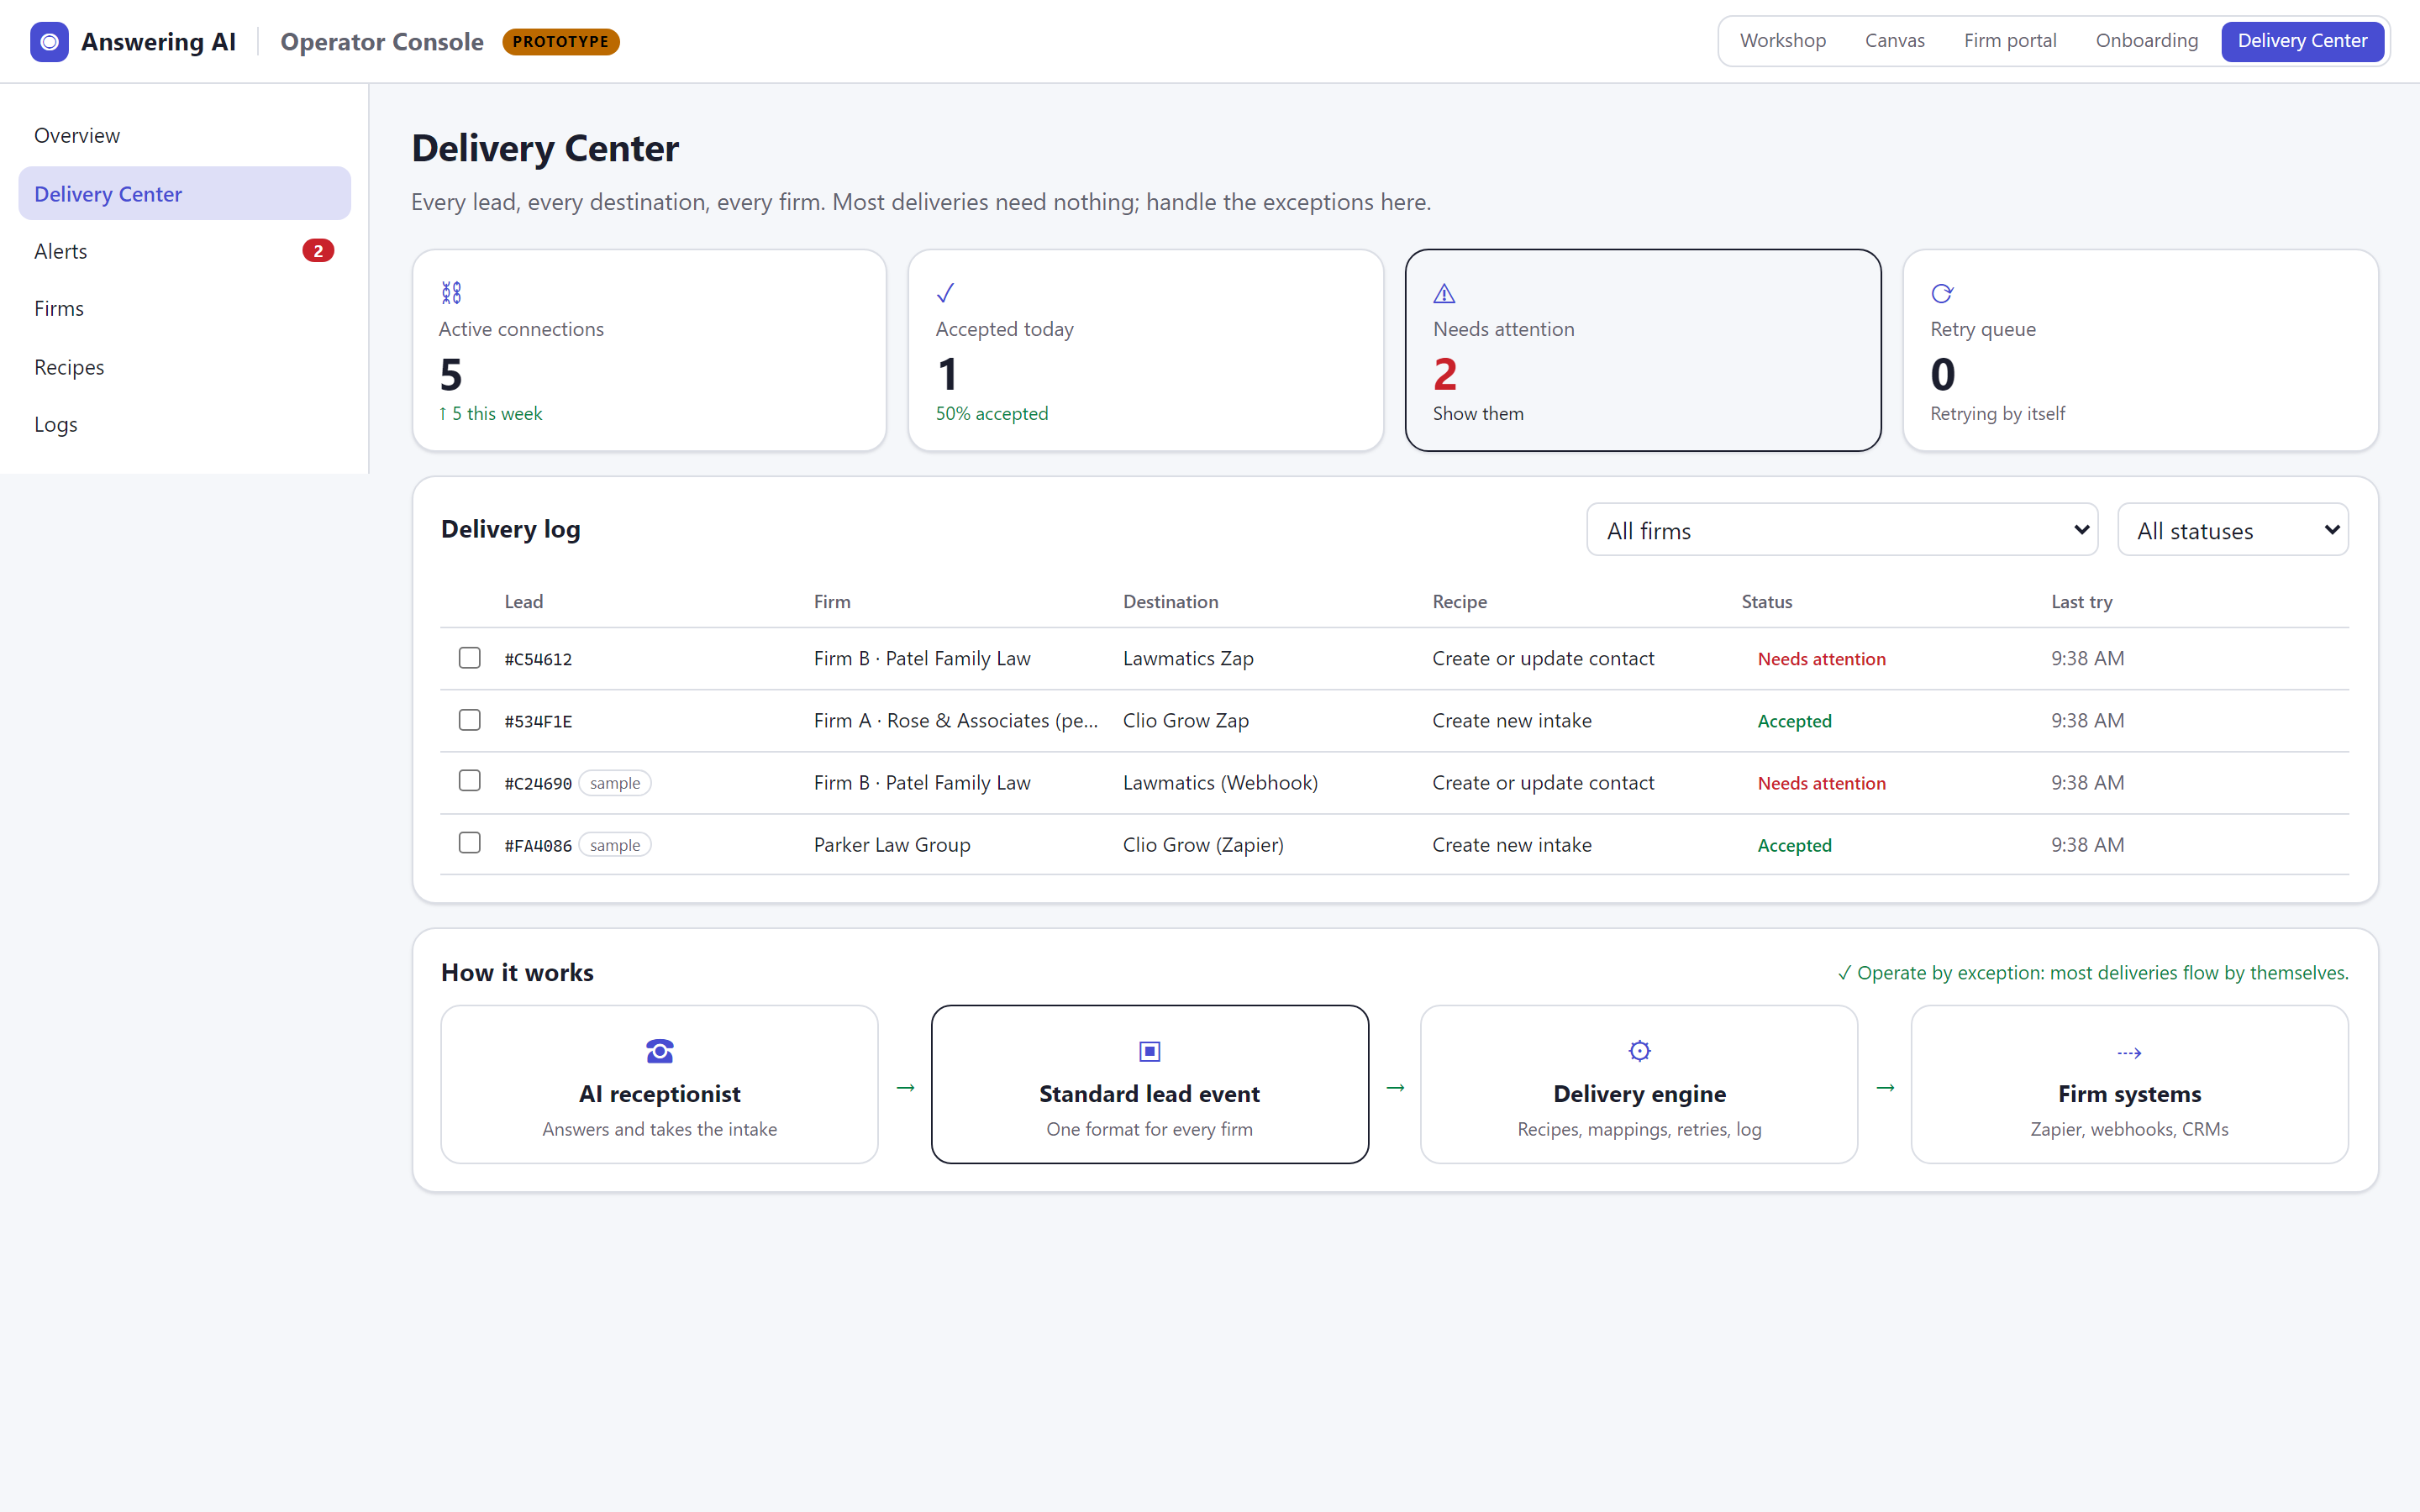 Answering AI Operator Console PROTOTYPE Workshop Canvas Firm portal Onboarding Delivery Center
Overview
Delivery Center
Alerts 2
Firms
Recipes
Logs
Delivery Center
Every lead, every destination, every firm. Most deliveries need nothing; handle the exceptions here.
Active connections
5
↑ 5 this week
✓
Accepted today
1
50% accepted
Needs attention
2
Show them
Retry queue
0
Retrying by itself
Delivery log All firms All statuses
Lead Firm Destination Recipe Status Last try
#C54612 Firm B · Patel Family Law Lawmatics Zap Create or update contact Needs attention 9:38 AM
#534F1E Firm A · Rose & Associates (pe... Clio Grow Zap Create new intake Accepted 9:38 AM
#C24690 sample Firm B · Patel Family Law Lawmatics (Webhook) Create or update contact Needs attention 9:38 AM
#FA4086 sample Parker Law Group Clio Grow (Zapier) Create new intake Accepted 9:38 AM
How it works ✓ Operate by exception: most deliveries flow by themselves.
AI receptionist
Answers and takes the intake
→
Standard lead event
One format for every firm
→
Delivery engine
Recipes, mappings, retries, log
→
Firm systems
Zapier, webhooks, CRMs